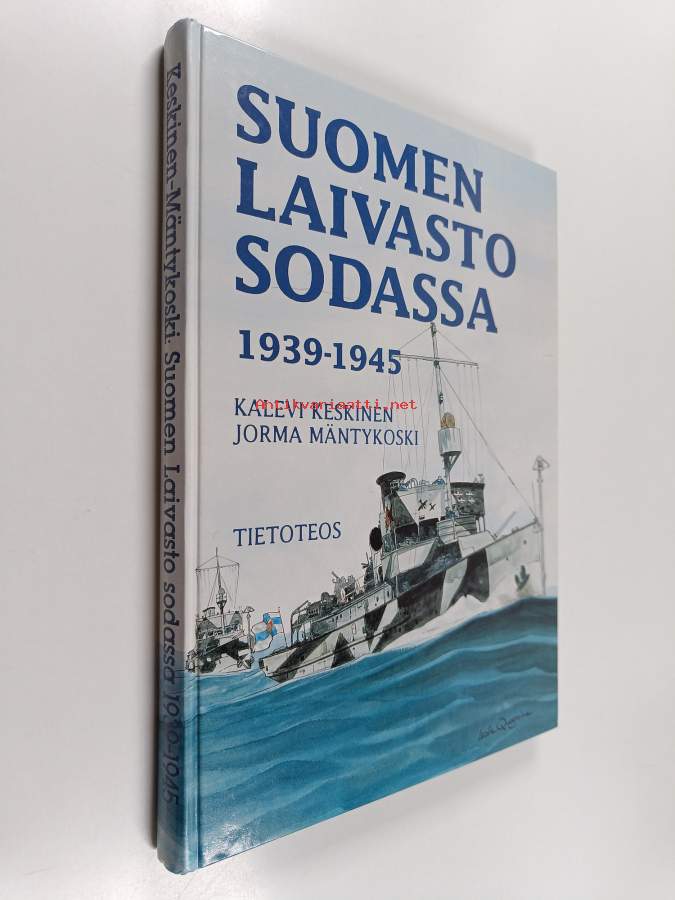 SUOMEN
LAIVASTO
SODASSA
1939-1945
KALEVI KESKINEN
JORMA MÄNTYKOSKI
TIETOTEOS
Keskinen-Mäntykoski: Suomen Laivasto sodassa 1939-1945
Antikvariaatti.net